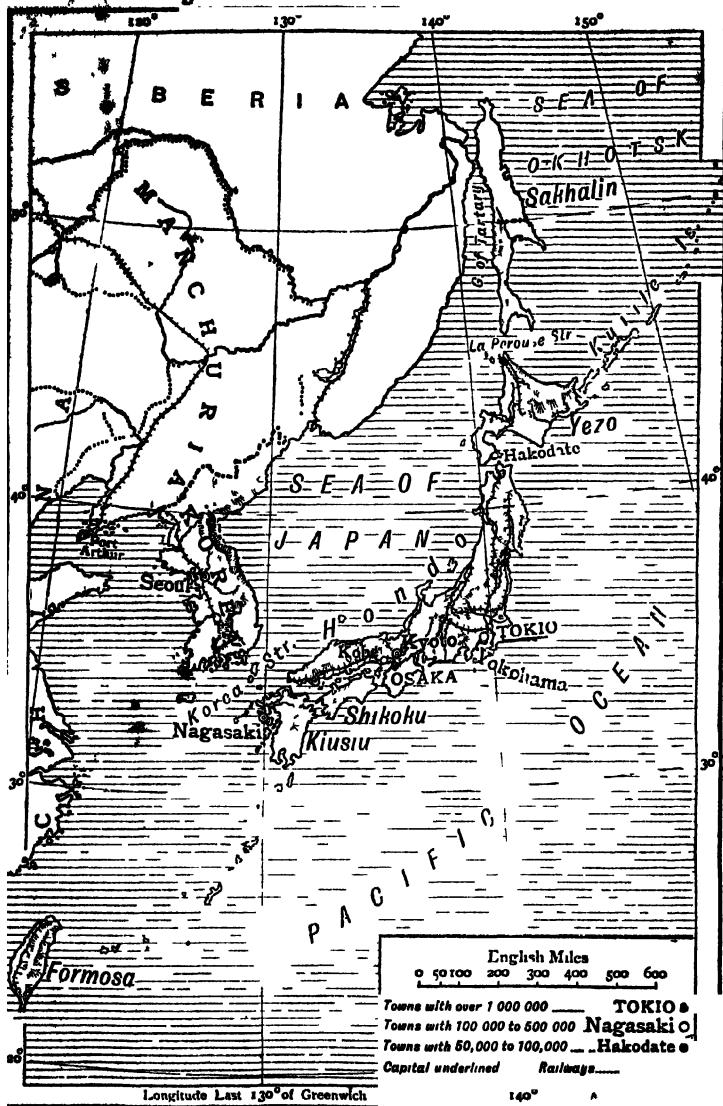 120° 130° 140° 150°
SIBERIA
SEA OF
OKHOTSK
Sakhalin
G of Tartary
MANCHURIA
Kurile Is.
La Perouse Str
Yezo
Hakodate
40° 40°
SEA OF
JAPAN
Port
Arthur
KOREA
Seoul
Hondo
Kobe
Kioto
TOKIO
Yokohama
OSAKA
Korea Str.
Nagasaki
Shikoku
Kiusiu
30° 30°
PACIFIC OCEAN
Formosa
English Miles
0 50 100 200 300 400 500 600
Towns with over 1 000 000 TOKIO
Towns with 100 000 to 500 000 Nagasaki
Towns with 50,000 to 100,000 Hakodate
Capital underlined Railways
Longitude East 130° of Greenwich 140°